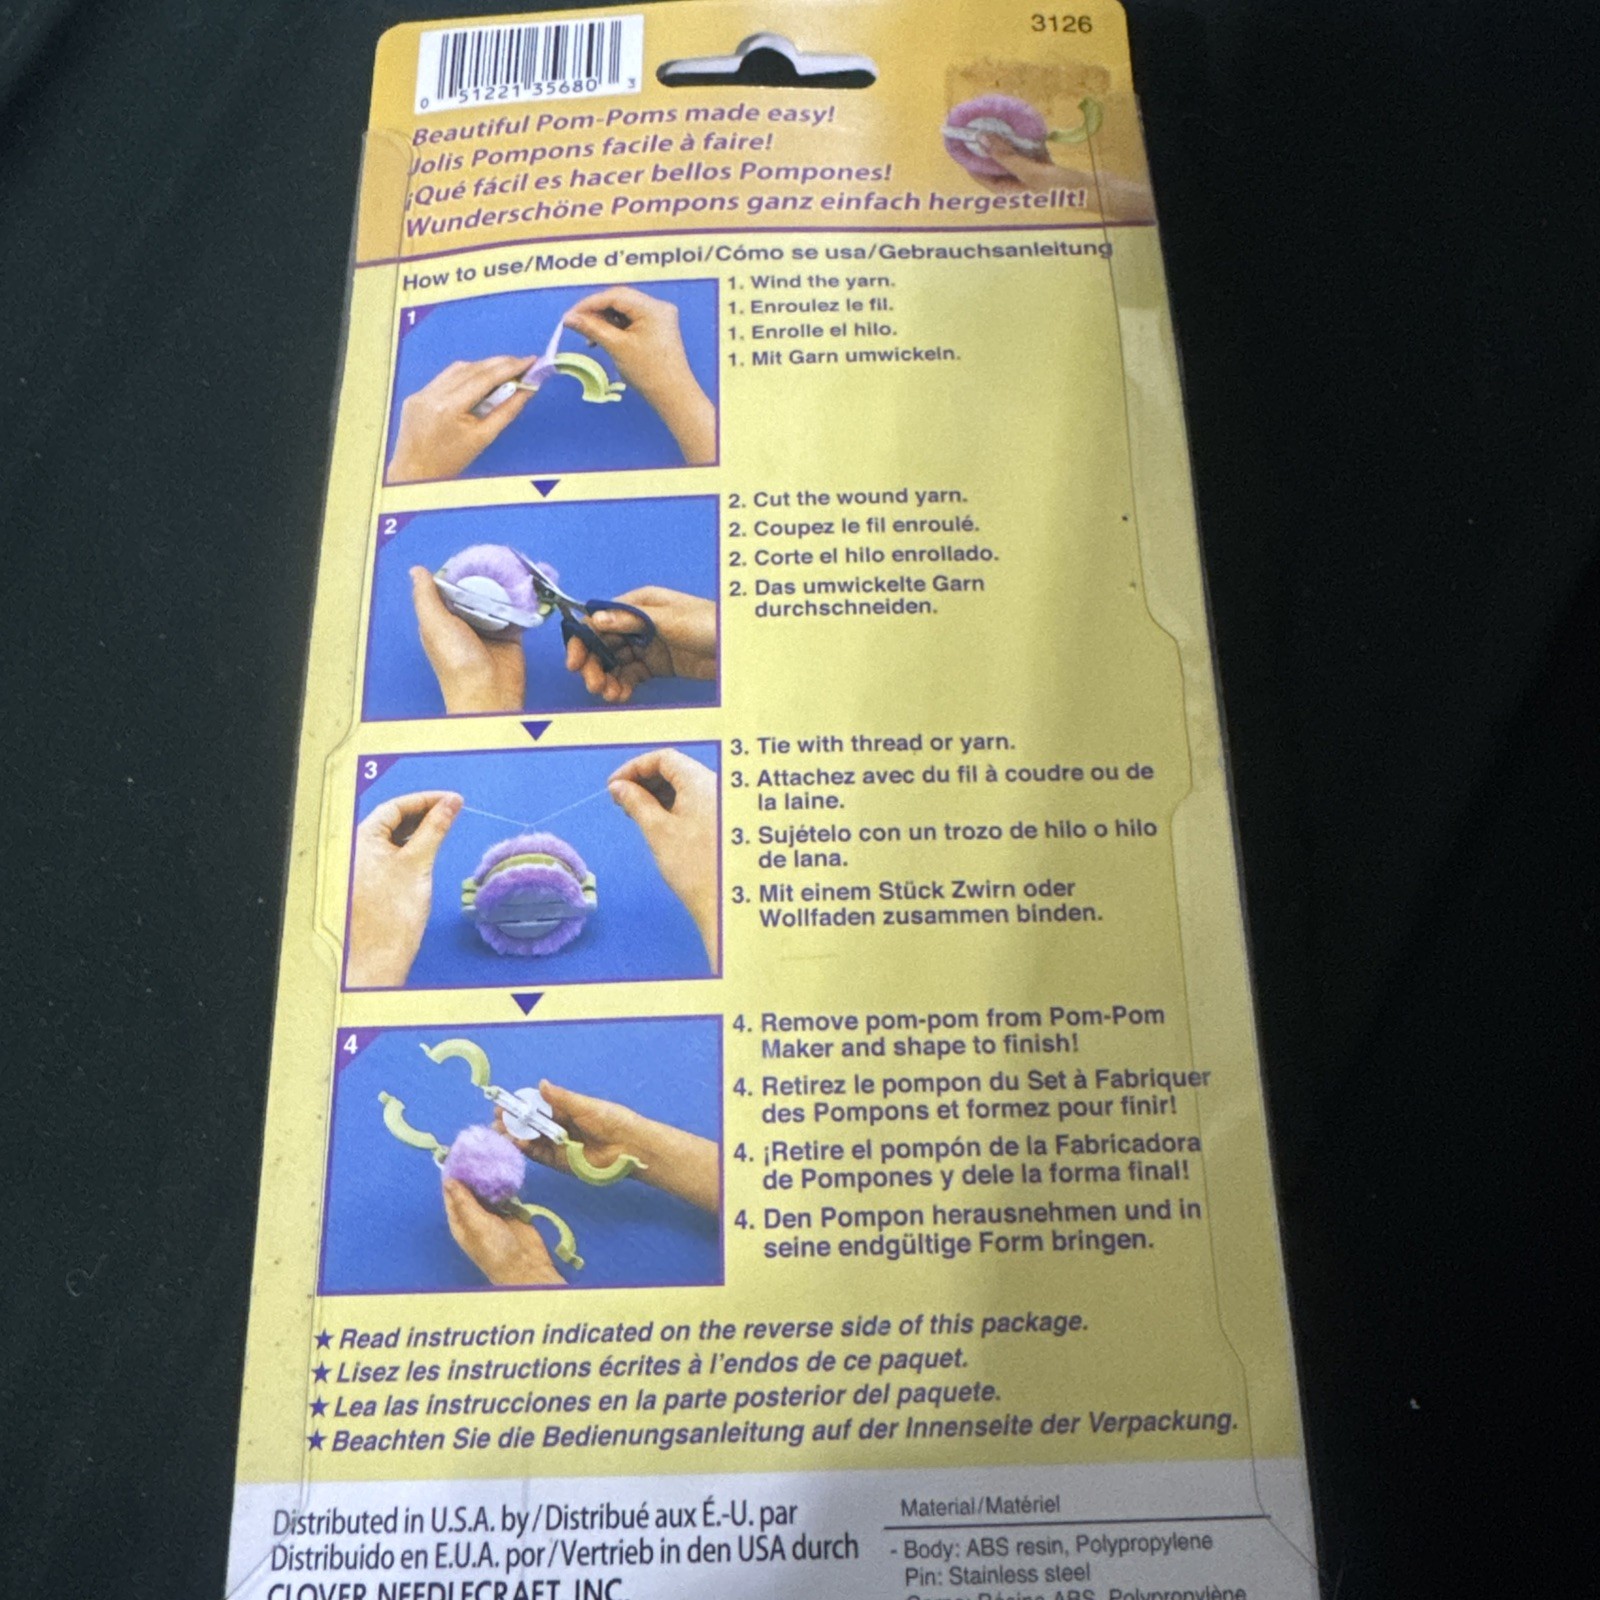 3126
0 51221 35680 3
Beautiful Pom-Poms made easy!
Jolis Pompons facile à faire!
¡Qué fácil es hacer bellos Pompones!
Wunderschöne Pompons ganz einfach hergestellt!
How to use/Mode d'emploi/Cómo se usa/Gebrauchsanleitung
1
1. Wind the yarn.
1. Enroulez le fil.
1. Enrolle el hilo.
1. Mit Garn umwickeln.
2
2. Cut the wound yarn.
2. Coupez le fil enroulé.
2. Corte el hilo enrollado.
2. Das umwickelte Garn
durchschneiden.
3
3. Tie with thread or yarn.
3. Attachez avec du fil à coudre ou de
la laine.
3. Sujételo con un trozo de hilo o hilo
de lana.
3. Mit einem Stück Zwirn oder
Wollfaden zusammen binden.
4
4. Remove pom-pom from Pom-Pom
Maker and shape to finish!
4. Retirez le pompon du Set à Fabriquer
des Pompons et formez pour finir!
4. ¡Retire el pompón de la Fabricadora
de Pompones y dele la forma final!
4. Den Pompon herausnehmen und in
seine endgültige Form bringen.
★ Read instruction indicated on the reverse side of this package.
★ Lisez les instructions écrites à l'endos de ce paquet.
★ Lea las instrucciones en la parte posterior del paquete.
★ Beachten Sie die Bedienungsanleitung auf der Innenseite der Verpackung.
Distributed in U.S.A. by/Distribué aux É.-U. par
Distribuido en E.U.A. por/Vertrieb in den USA durch
CLOVER NEEDLECRAFT, INC.
Material/Matériel
- Body: ABS resin, Polypropylene
Pin: Stainless steel
Corps: Résine ABS, Polypropylène